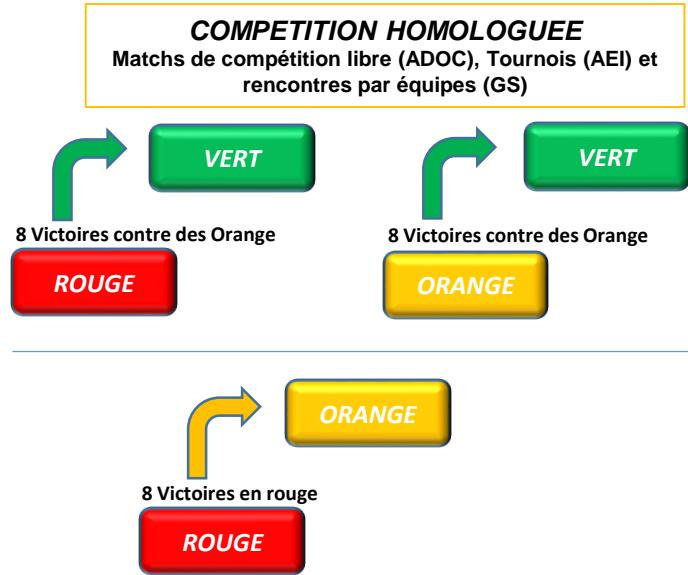 COMPETITION HOMOLOGUEE
Matchs de compétition libre (ADOC), Tournois (AEI) et
rencontres par équipes (GS)
VERT
8 Victoires contre des Orange
ROUGE
VERT
8 Victoires contre des Orange
ORANGE
ORANGE
8 Victoires en rouge
ROUGE